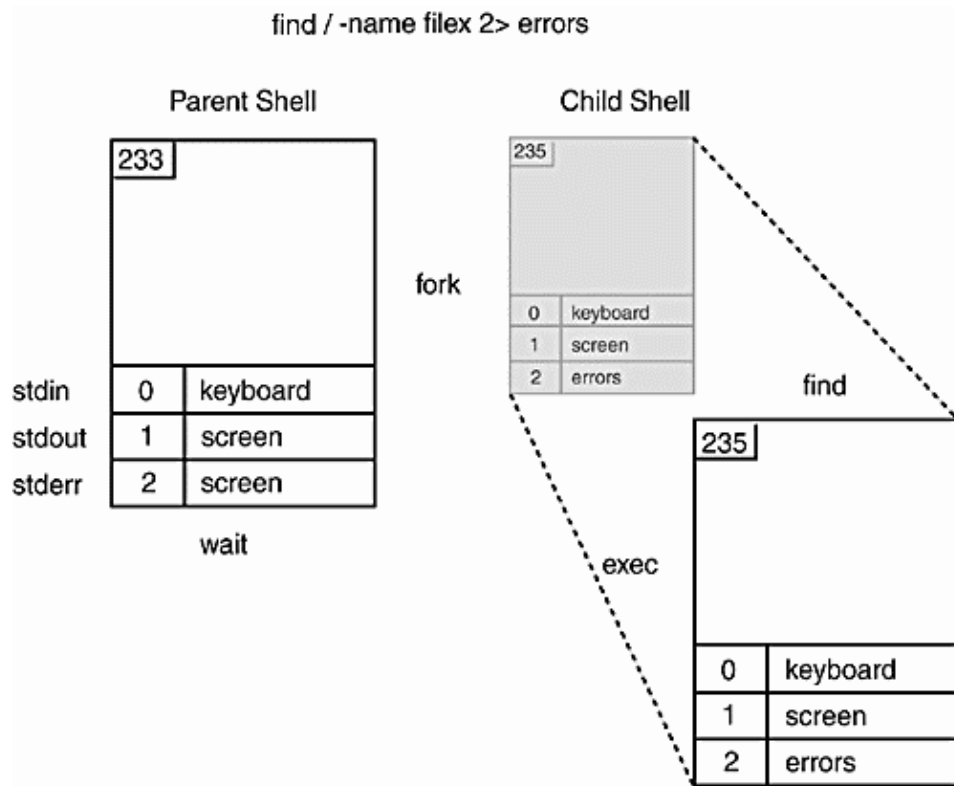 find / -name filex 2> errors
Parent Shell
Child Shell
233
235
fork
0 keyboard
1 screen
2 errors
stdin 0 keyboard
stdout 1 screen
stderr 2 screen
wait
find
235
exec
0 keyboard
1 screen
2 errors